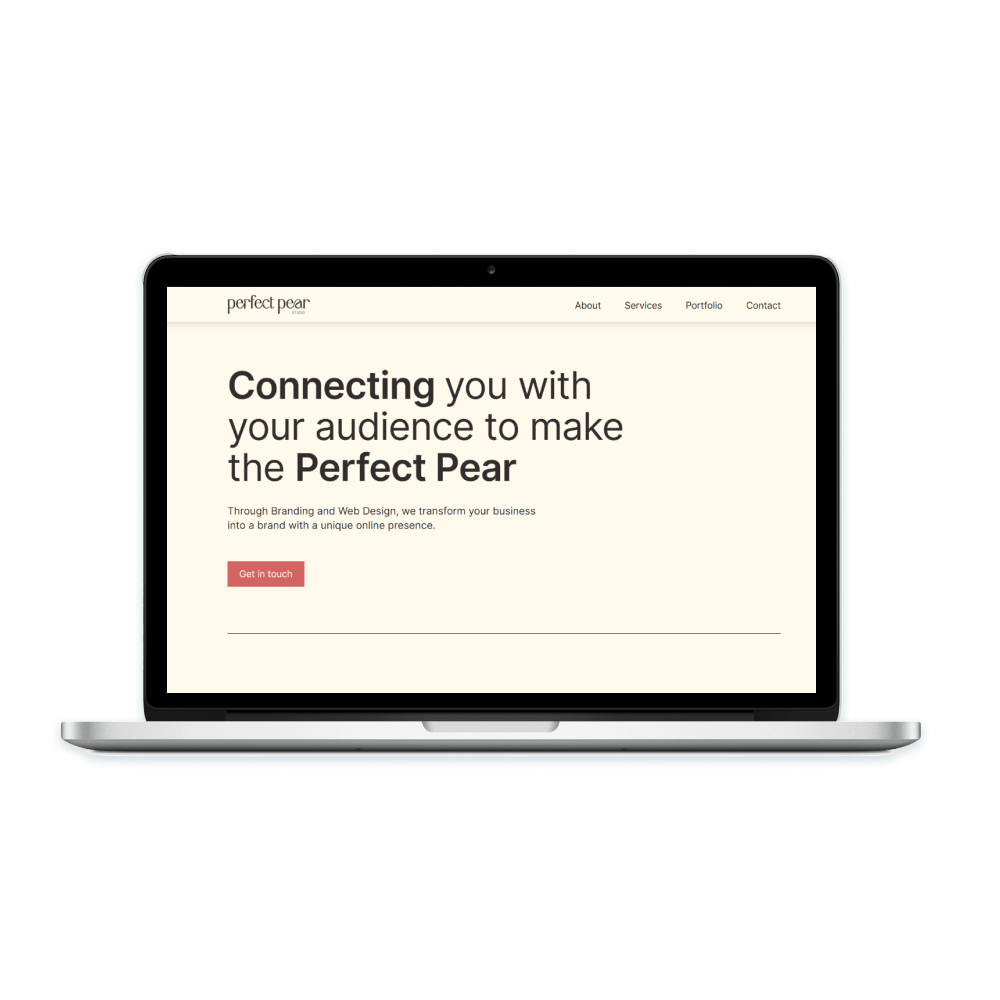 perfect pear
STUDIO
About Services Portfolio Contact
Connecting you with
your audience to make
the Perfect Pear
Through Branding and Web Design, we transform your business
into a brand with a unique online presence.
Get in touch